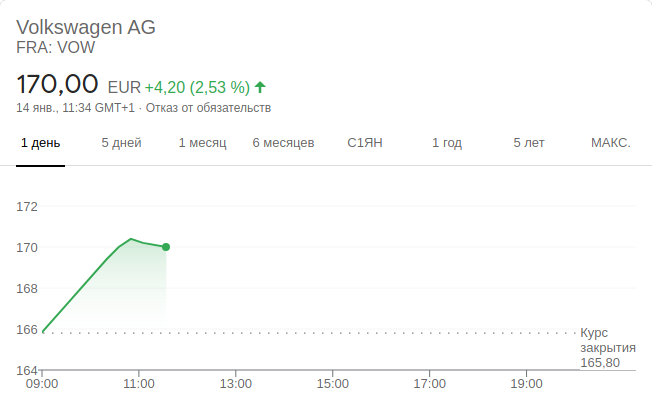 Volkswagen AG
FRA: VOW
170,00 EUR +4,20 (2,53 %)
14 янв., 11:34 GMT+1 · Отказ от обязательств
1 день 5 дней 1 месяц 6 месяцев С1ЯН 1 год 5 лет МАКС.
172
170
168
166
Курс
закрытия
165,80
164
09:00 11:00 13:00 15:00 17:00 19:00